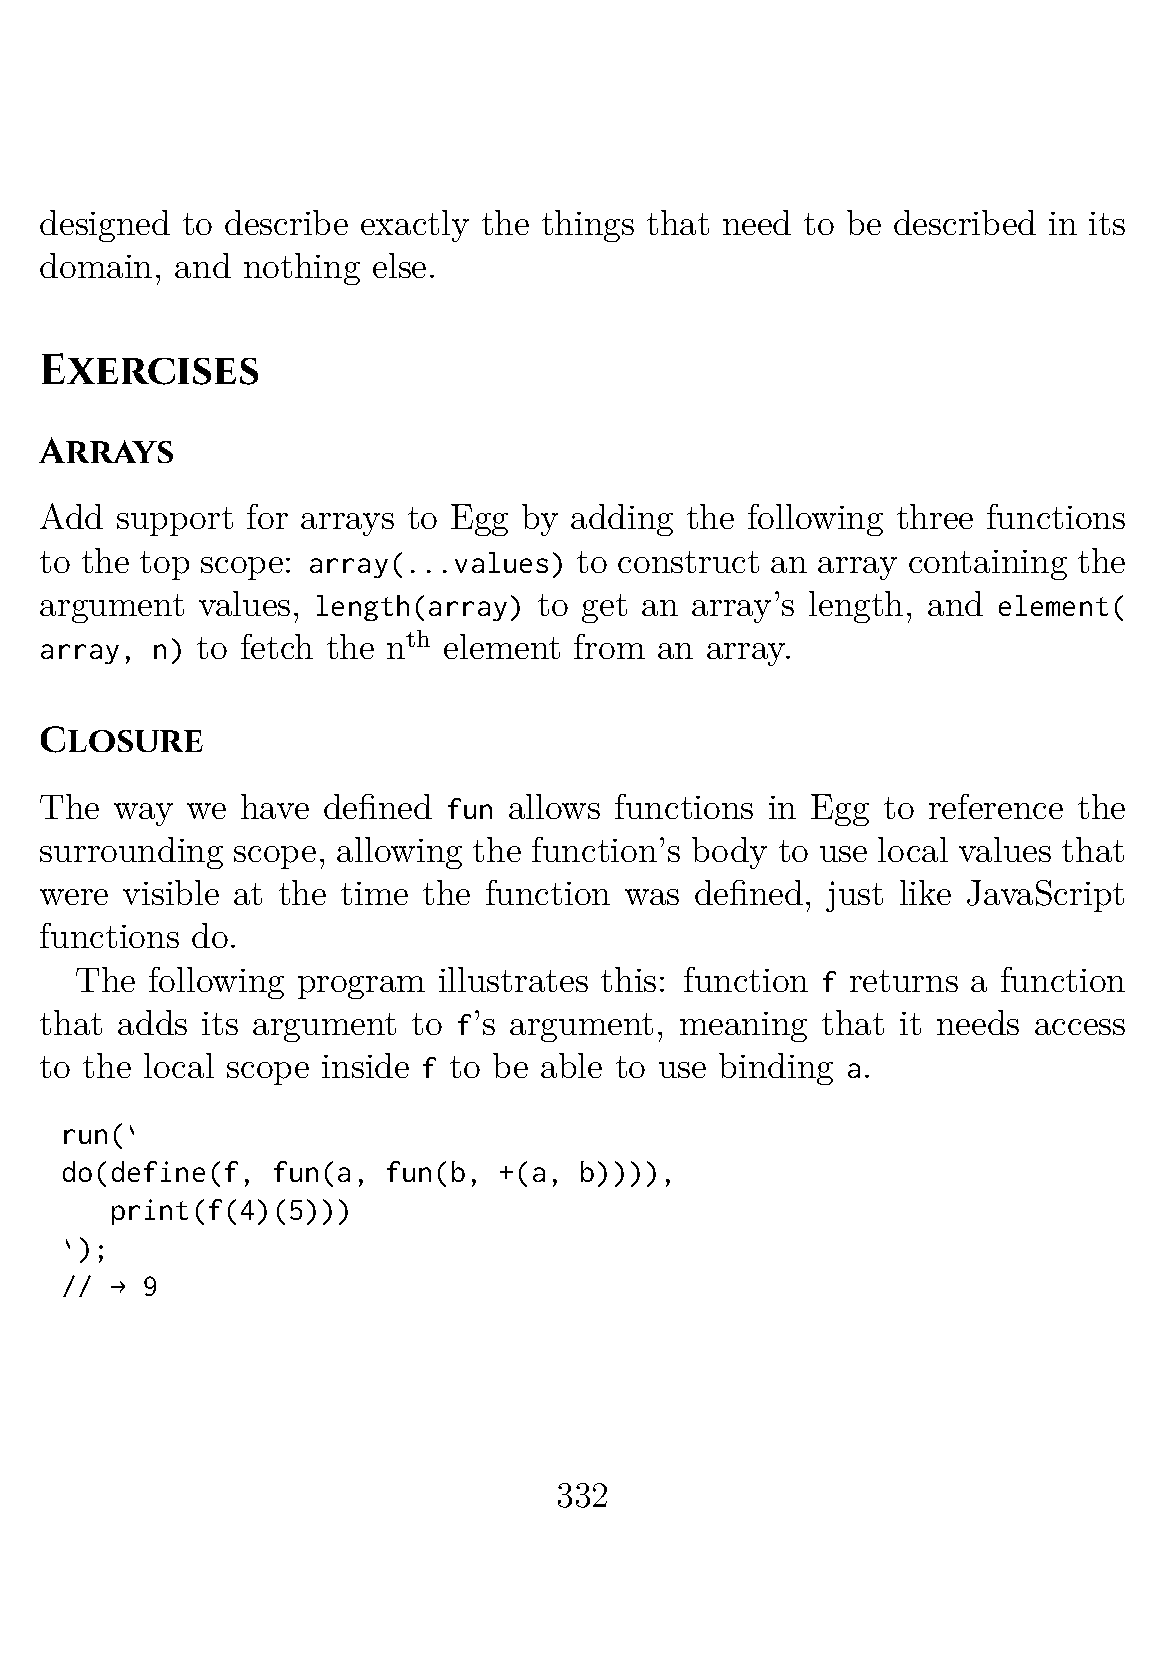 designed to describe exactly the things that need to be described in its
domain, and nothing else.
Exercises
Arrays
Add support for arrays to Egg by adding the following three functions
to the top scope: array(...values) to construct an array containing the
argument values, length(array) to get an array's length, and element(
array, n) to fetch the nth element from an array.
Closure
The way we have defined fun allows functions in Egg to reference the
surrounding scope, allowing the function's body to use local values that
were visible at the time the function was defined, just like JavaScript
functions do.
The following program illustrates this: function f returns a function
that adds its argument to f's argument, meaning that it needs access
to the local scope inside f to be able to use binding a.
run(`
do(define(f, fun(a, fun(b, +(a, b)))),
   print(f(4)(5)))
`);
// → 9
332